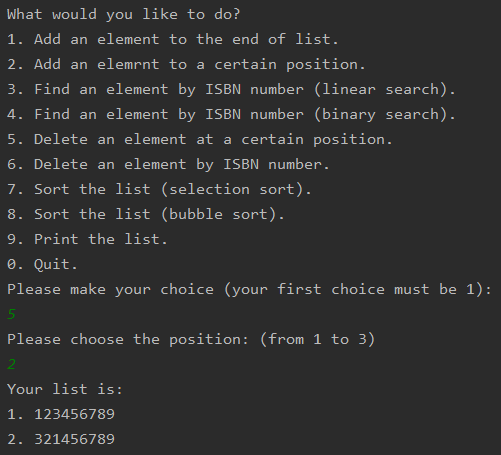 What would you like to do?
1. Add an element to the end of list.
2. Add an elemrnt to a certain position.
3. Find an element by ISBN number (linear search).
4. Find an element by ISBN number (binary search).
5. Delete an element at a certain position.
6. Delete an element by ISBN number.
7. Sort the list (selection sort).
8. Sort the list (bubble sort).
9. Print the list.
0. Quit.
Please make your choice (your first choice must be 1):
5
Please choose the position: (from 1 to 3)
2
Your list is:
1. 123456789
2. 321456789